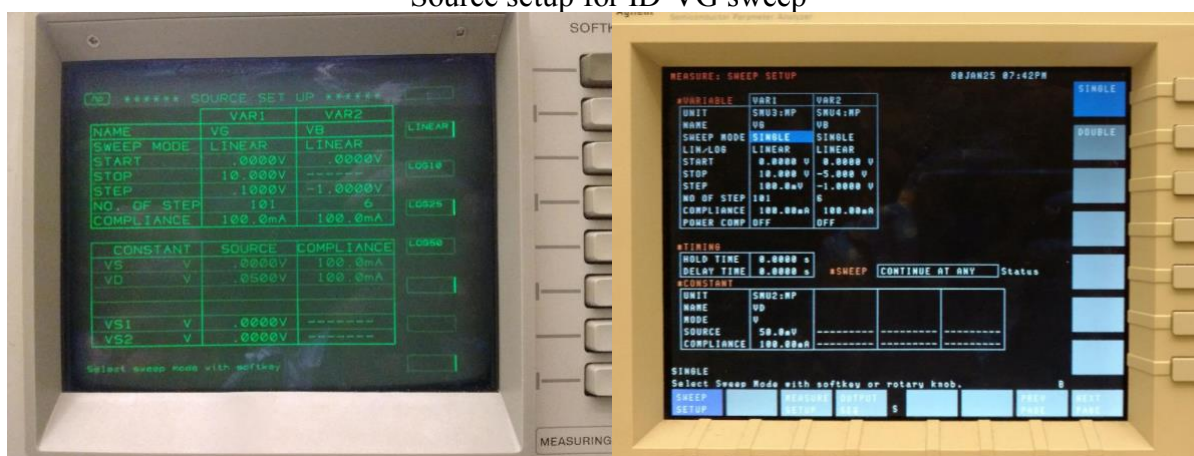 Source setup for ID-VG sweep
SOFTK
hp ****** SOURCE SET UP ******
VAR1 VAR2
NAME VG VB
SWEEP MODE LINEAR LINEAR
START .0000V .0000V
STOP 10.000V ------
STEP .1000V -1.0000V
NO. OF STEP 101 6
COMPLIANCE 100.0mA 100.0mA
CONSTANT SOURCE COMPLIANCE
VS V .0000V 100.0mA
VD V .0500V 100.0mA
VS1 V .0000V -------
VS2 V .0000V -------
Select sweep mode with softkey
LINEAR
LOG10
LOG25
LOG50
MEASURING
Agilent Semiconductor Parameter Analyzer
MEASURE: SWEEP SETUP 00JAN25 07:42PM
*VARIABLE VAR1 VAR2
UNIT SMU3:MP SMU4:MP
NAME VG VB
SWEEP MODE SINGLE SINGLE
LIN/LOG LINEAR LINEAR
START 0.0000 V 0.0000 V
STOP 10.000 V -5.000 V
STEP 100.0mV -1.0000 V
NO OF STEP 101 6
COMPLIANCE 100.00mA 100.00mA
POWER COMP OFF OFF
*TIMING
HOLD TIME 0.0000 s
DELAY TIME 0.0000 s *SWEEP CONTINUE AT ANY Status
*CONSTANT
UNIT SMU2:MP
NAME VD
MODE V
SOURCE 50.0mV -------- -------- --------
COMPLIANCE 100.00mA -------- -------- --------
SINGLE
Select Sweep Mode with softkey or rotary knob. B
SWEEP SETUP
MEASURE SETUP
OUTPUT SEQ
S
PREV PAGE
NEXT PAGE
SINGLE
DOUBLE